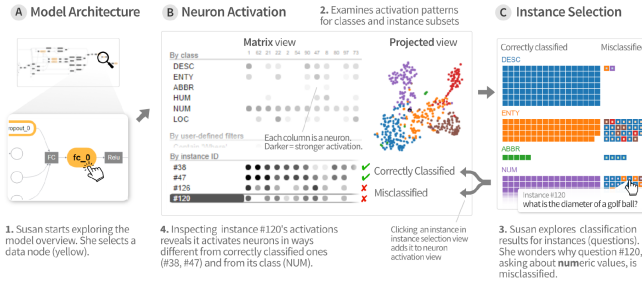 A Model Architecture
B Neuron Activation
2. Examines activation patterns
for classes and instance subsets
C Instance Selection
Matrix view
Projected view
By class
DESC
ENTY
ABBR
HUM
NUM
LOC
By user-defined filters
Each column is a neuron.
Darker = stronger activation.
By instance ID
#38
#47
#126
#120
Correctly Classified
Misclassified
Correctly classified
Misclassified
DESC
ENTY
ABBR
NUM
Instance #120
what is the diameter of a golf ball?
ropout_0
FC
fc_0
Relu
1. Susan starts exploring the
model overview. She selects a
data node (yellow).
4. Inspecting instance #120's activations
reveals it activates neurons in ways
different from correctly classified ones
(#38, #47) and from its class (NUM).
Clicking an instance in
instance selection view
adds it to neuron
activation view
3. Susan explores classification
results for instances (questions).
She wonders why question #120,
asking about numeric values, is
misclassified.